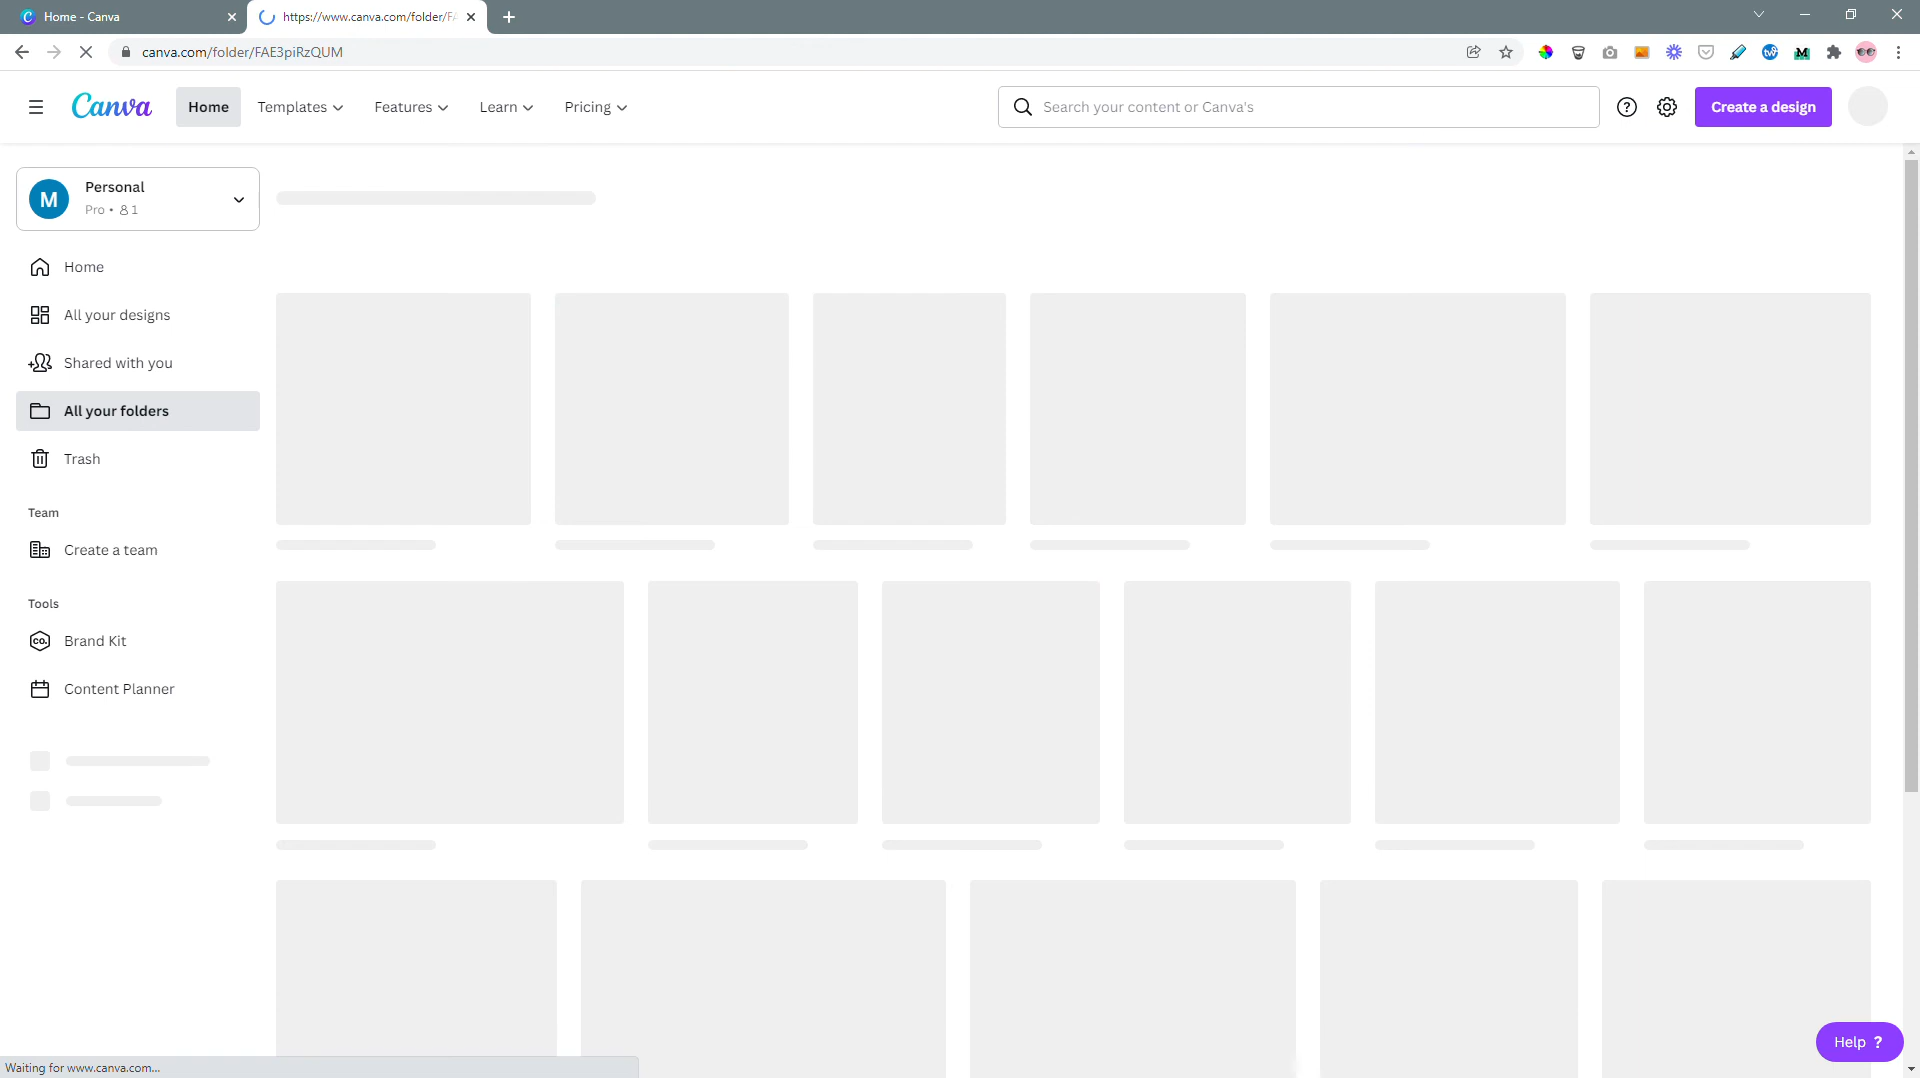 Home - Canva
https://www.canva.com/folder/FA
canva.com/folder/FAE3piRzQUM
Canva
Home
Templates
Features
Learn
Pricing
Search your content or Canva's
Create a design
M
Personal
Pro • 1
Home
All your designs
Shared with you
All your folders
Trash
Team
Create a team
Tools
CO.
Brand Kit
Content Planner
Help ?
Waiting for www.canva.com...